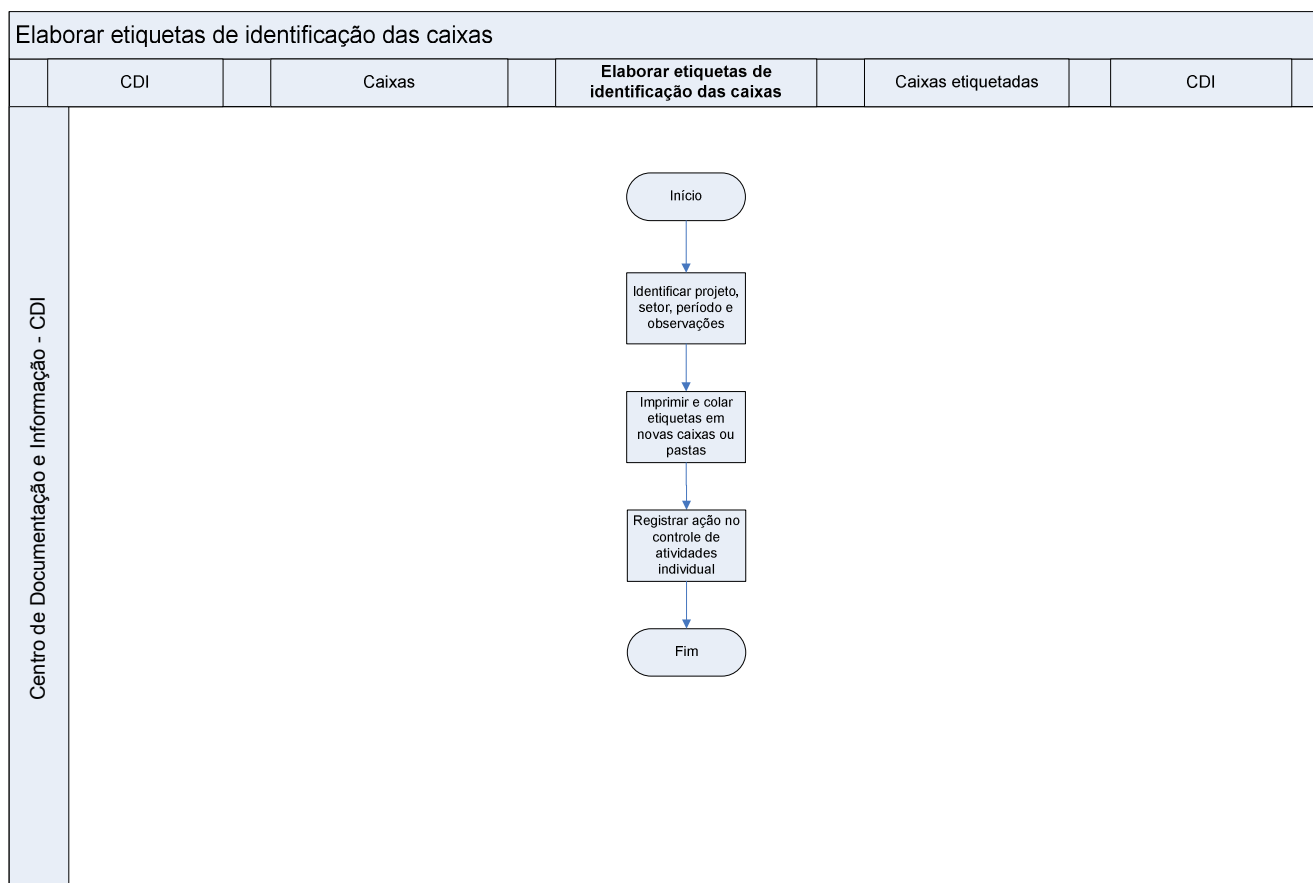 Elaborar etiquetas de identificação das caixas
CDI
Caixas
Elaborar etiquetas de
identificação das caixas
Caixas etiquetadas
CDI
Centro de Documentação e Informação - CDI
Início
Identificar projeto,
setor, período e
observações
Imprimir e colar
etiquetas em
novas caixas ou
pastas
Registrar ação no
controle de
atividades
individual
Fim